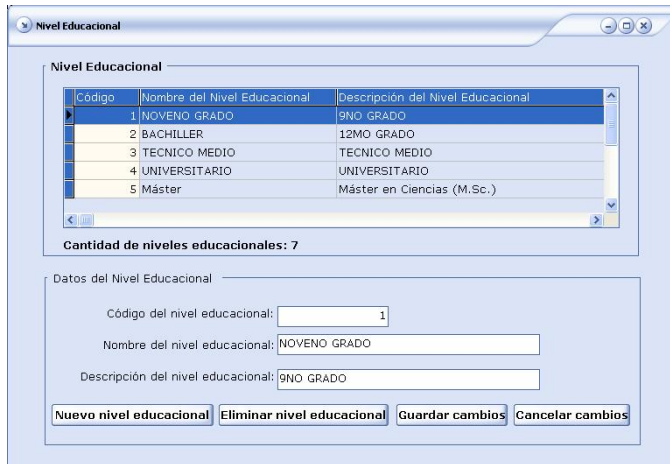 Nivel Educacional
Nivel Educacional
Código Nombre del Nivel Educacional Descripción del Nivel Educacional
1 NOVENO GRADO 9NO GRADO
2 BACHILLER 12MO GRADO
3 TECNICO MEDIO TECNICO MEDIO
4 UNIVERSITARIO UNIVERSITARIO
5 Máster Máster en Ciencias (M.Sc.)
Cantidad de niveles educacionales: 7
Datos del Nivel Educacional
Código del nivel educacional: 1
Nombre del nivel educacional: NOVENO GRADO
Descripción del nivel educacional: 9NO GRADO
Nuevo nivel educacional Eliminar nivel educacional Guardar cambios Cancelar cambios